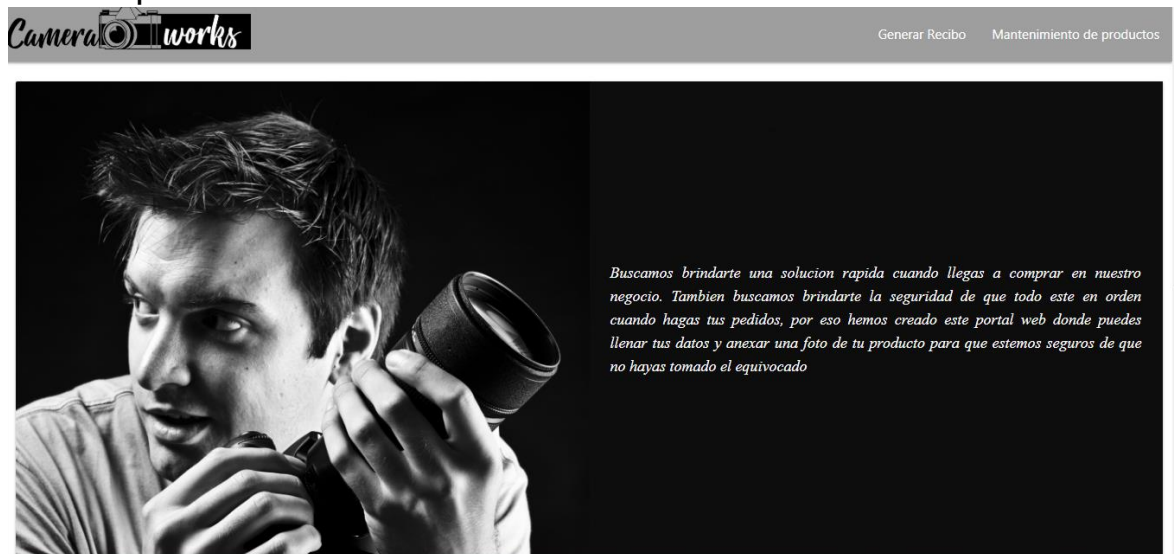 Camera works
Generar Recibo
Mantenimiento de productos
Buscamos brindarte una solucion rapida cuando llegas a comprar en nuestro
negocio. Tambien buscamos brindarte la seguridad de que todo este en orden
cuando hagas tus pedidos, por eso hemos creado este portal web donde puedes
llenar tus datos y anexar una foto de tu producto para que estemos seguros de que
no hayas tomado el equivocado